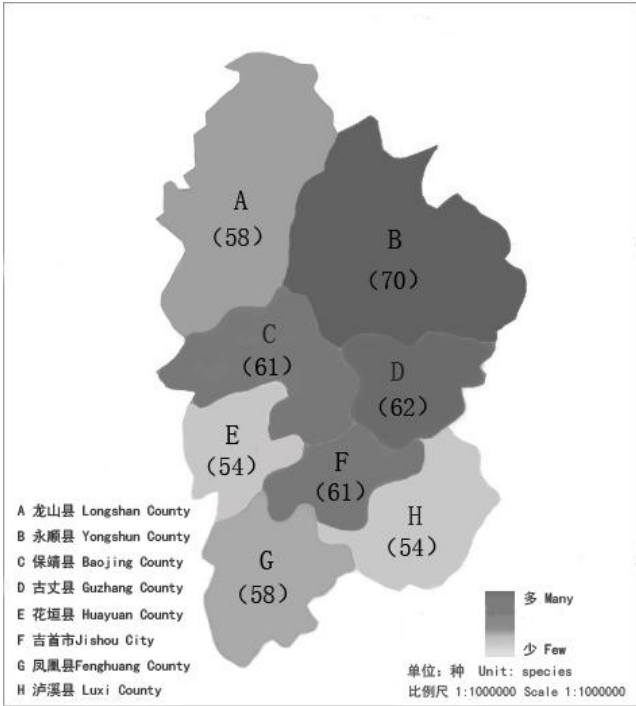 A
(58)
B
(70)
C
(61)
D
(62)
E
(54)
F
(61)
H
(54)
G
(58)
A 龙山县 Longshan County
B 永顺县 Yongshun County
C 保靖县 Baojing County
D 古丈县 Guzhang County
E 花垣县 Huayuan County
F 吉首市Jishou City
G 凤凰县Fenghuang County
H 泸溪县 Luxi County
多 Many
少 Few
单位: 种 Unit: species
比例尺 1:1000000 Scale 1:1000000